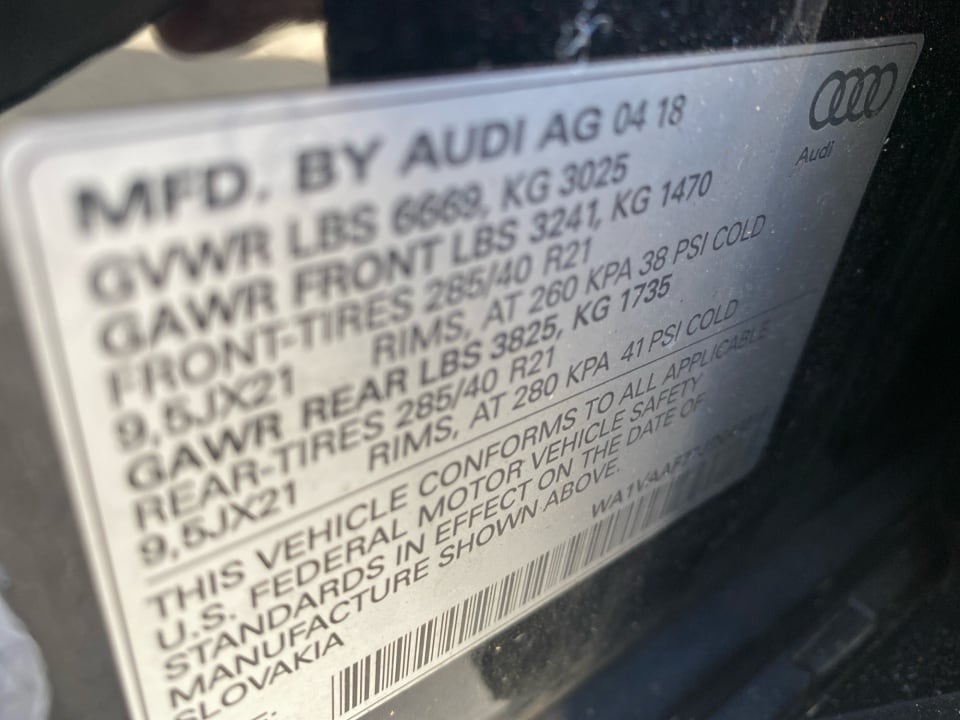 MFD. BY AUDI AG 04 18
Audi
GVWR LBS 6669, KG 3025
GAWR FRONT LBS 3241, KG 1470
FRONT-TIRES 285/40 R21
9,5JX21 RIMS, AT 260 KPA 38 PSI COLD
GAWR REAR LBS 3825, KG 1735
REAR-TIRES 285/40 R21
9,5JX21 RIMS, AT 280 KPA 41 PSI COLD
THIS VEHICLE CONFORMS TO ALL APPLICABLE
U.S. FEDERAL MOTOR VEHICLE SAFETY
STANDARDS IN EFFECT ON THE DATE OF
MANUFACTURE SHOWN ABOVE.
SLOVAKIA